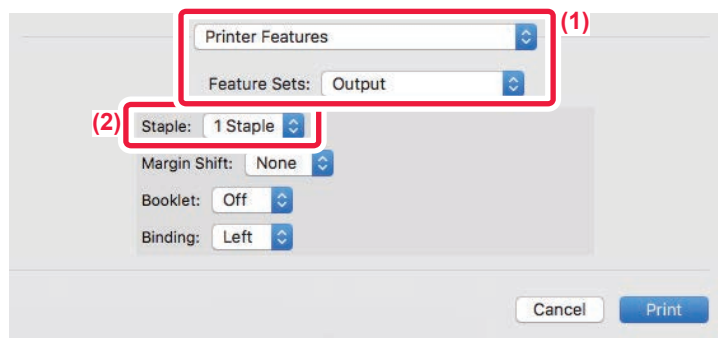 Printer Features
(1)
Feature Sets: Output
(2)
Staple: 1 Staple
Margin Shift: None
Booklet: Off
Binding: Left
Cancel Print